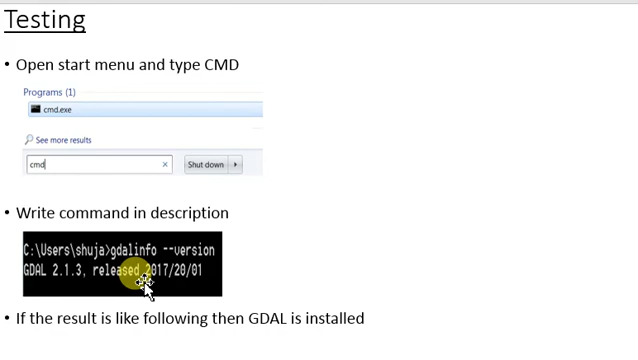 Testing
• Open start menu and type CMD
Programs (1)
cmd.exe
See more results
cmd
Shut down
• Write command in description
C:\Users\shuja>gdalinfo --version
GDAL 2.1.3, released 2017/20/01
• If the result is like following then GDAL is installed